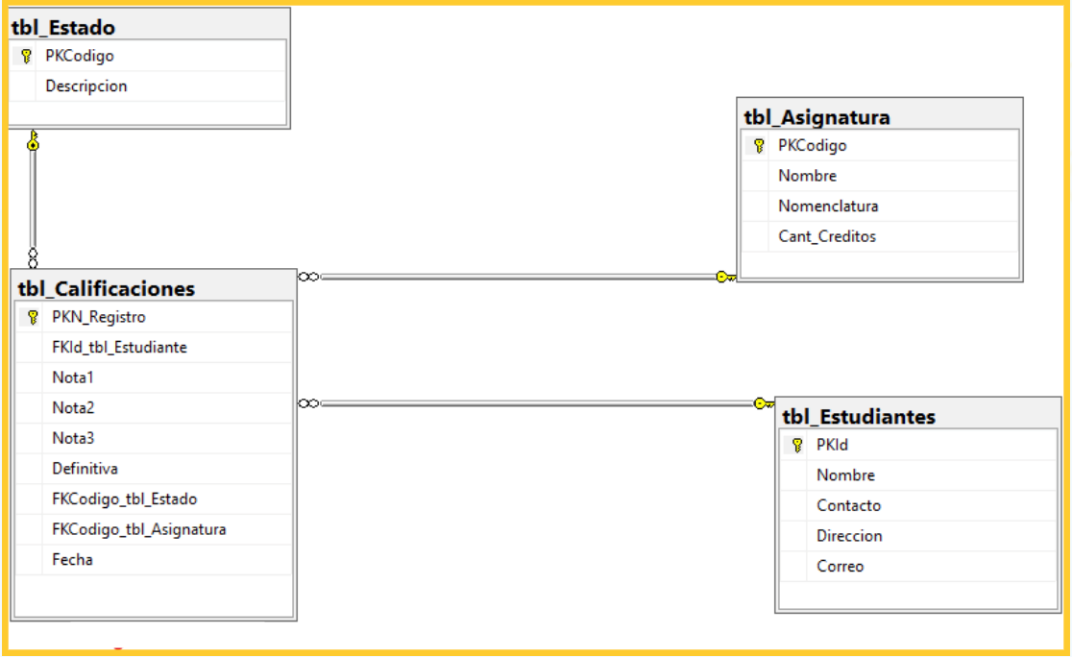 tbl_Estado
PKCodigo
Descripcion
tbl_Asignatura
PKCodigo
Nombre
Nomenclatura
Cant_Creditos
tbl_Calificaciones
PKN_Registro
FKId_tbl_Estudiante
Nota1
Nota2
Nota3
Definitiva
FKCodigo_tbl_Estado
FKCodigo_tbl_Asignatura
Fecha
tbl_Estudiantes
PKId
Nombre
Contacto
Direccion
Correo